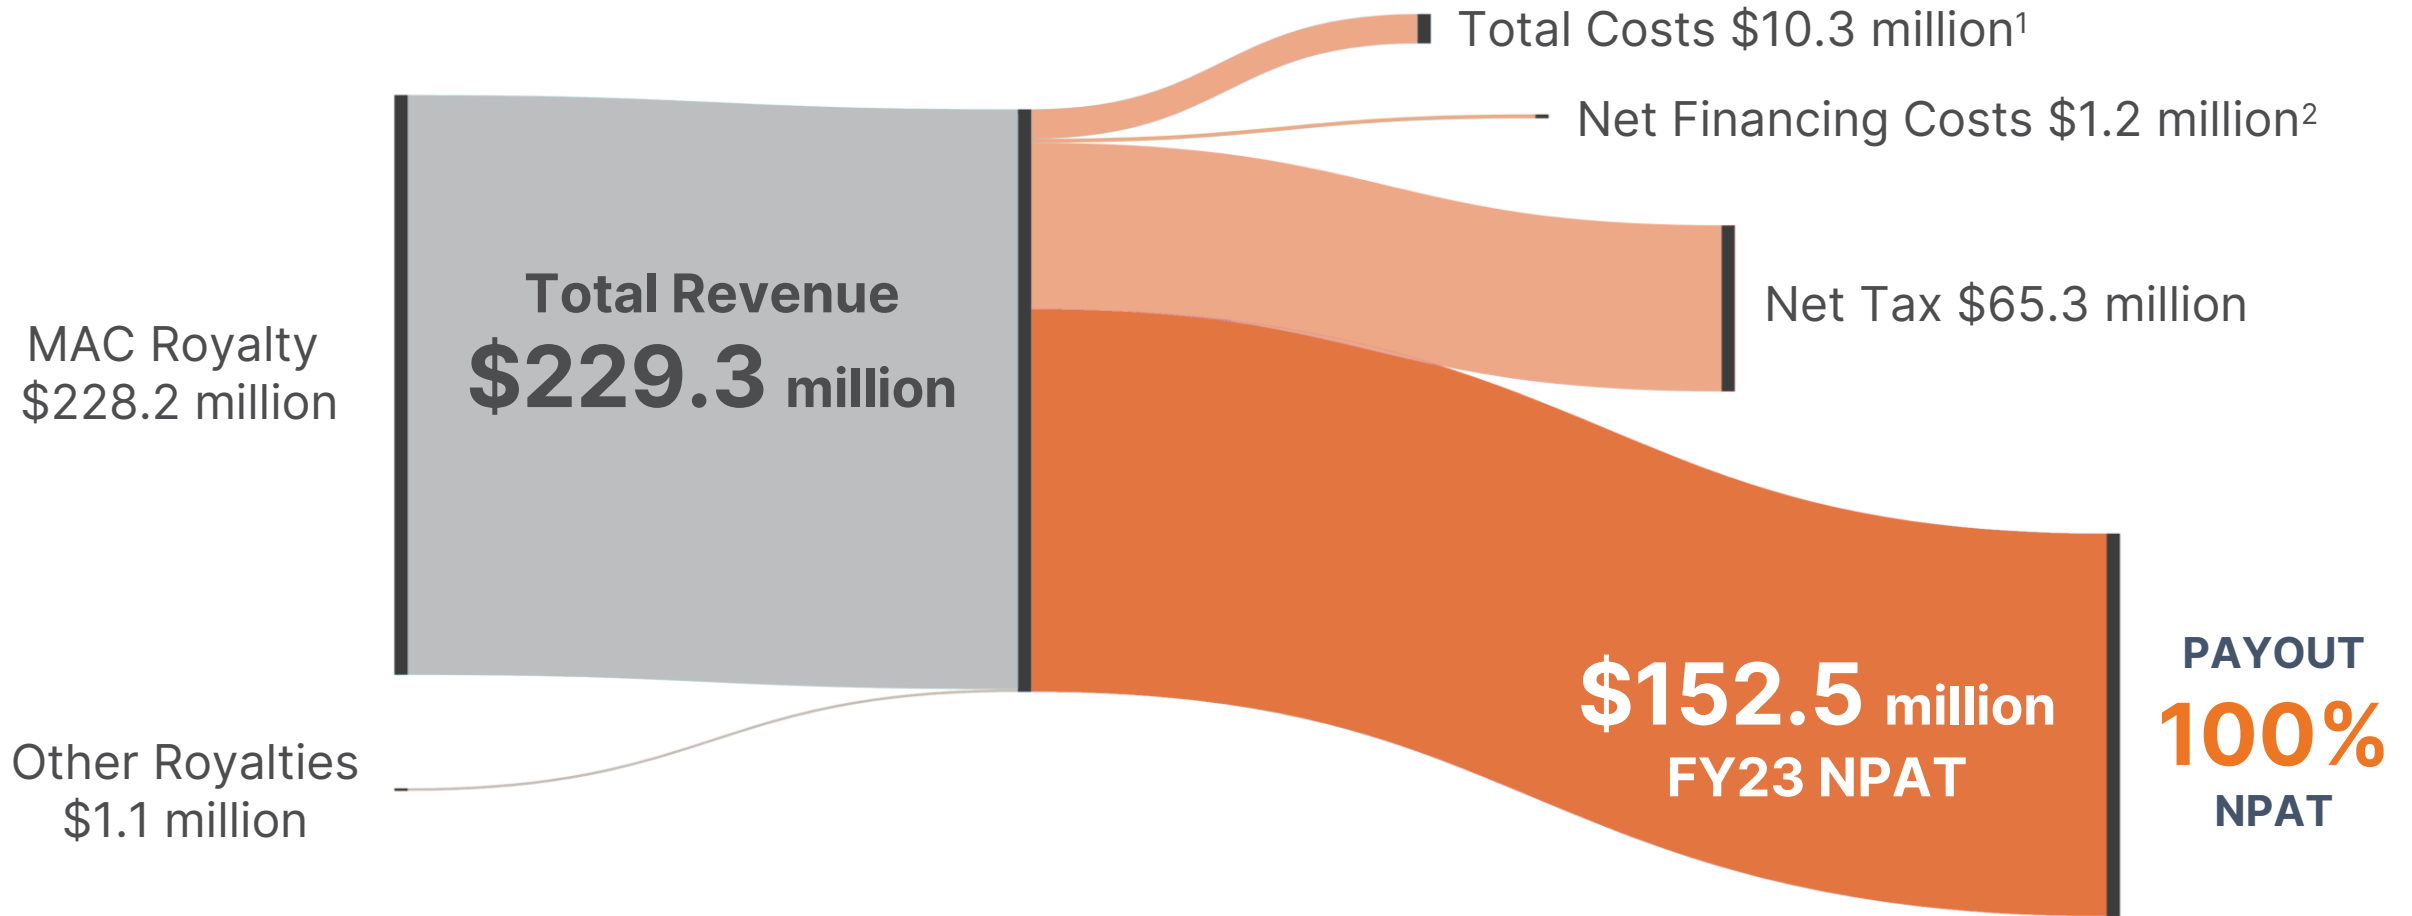 Total Costs $10.3 million¹
Net Financing Costs $1.2 million²
Net Tax $65.3 million
MAC Royalty
$228.2 million
Total Revenue
$229.3 million
Other Royalties
$1.1 million
$152.5 million
FY23 NPAT
PAYOUT
100%
NPAT